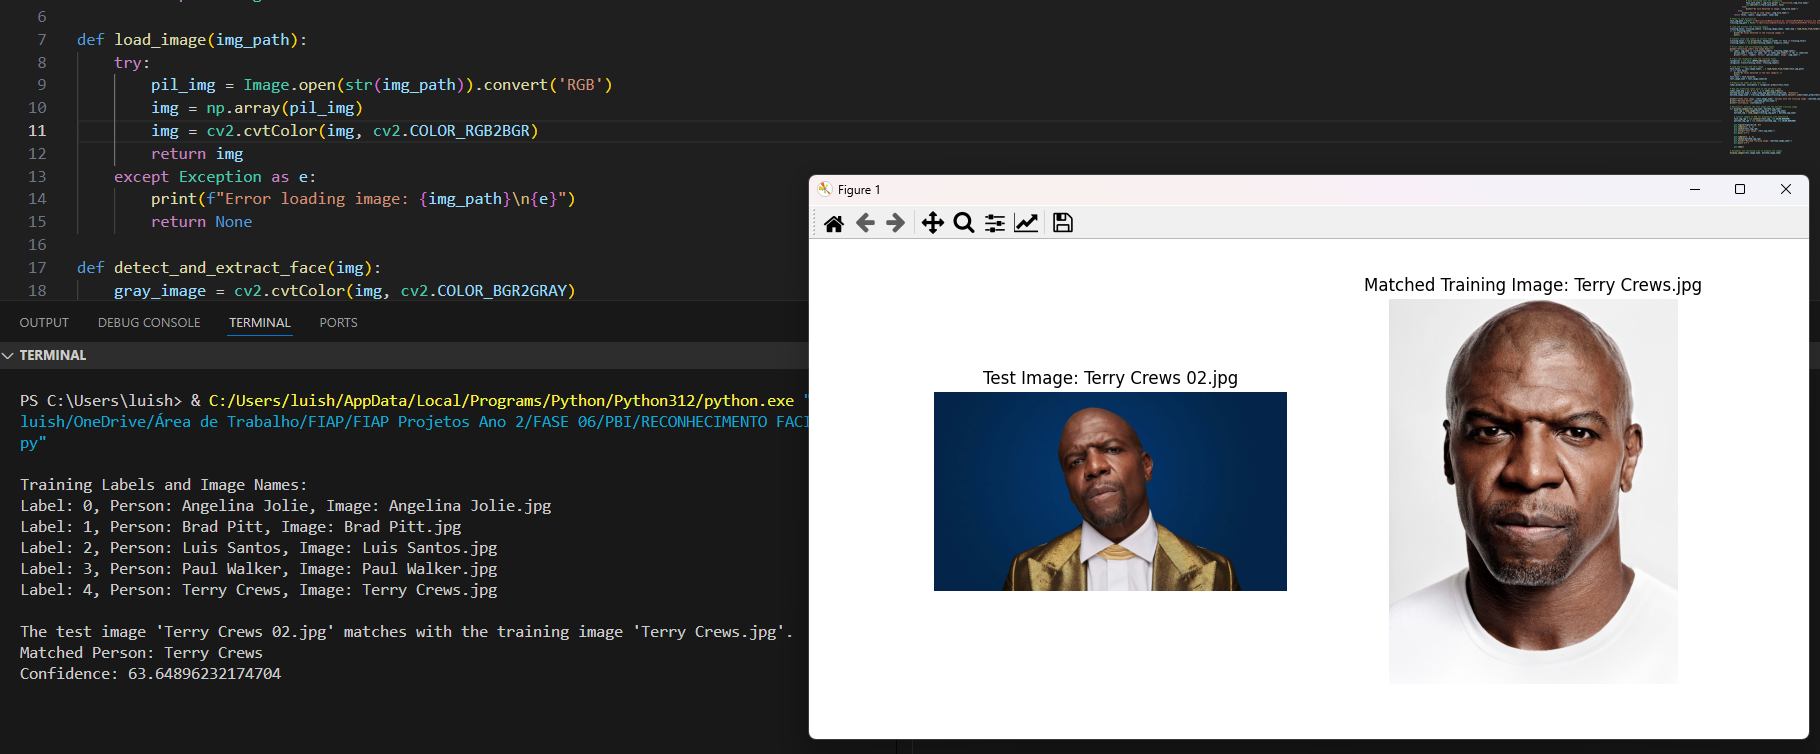 6
7 def load_image(img_path):
8 try:
9 pil_img = Image.open(str(img_path)).convert('RGB')
10 img = np.array(pil_img)
11 img = cv2.cvtColor(img, cv2.COLOR_RGB2BGR)
12 return img
13 except Exception as e:
14 print(f"Error loading image: {img_path}\n{e}")
15 return None
16
17 def detect_and_extract_face(img):
18 gray_image = cv2.cvtColor(img, cv2.COLOR_BGR2GRAY)
OUTPUT DEBUG CONSOLE TERMINAL PORTS
TERMINAL
PS C:\Users\luish> & C:/Users/luish/AppData/Local/Programs/Python/Python312/python.exe "
luish/OneDrive/Área de Trabalho/FIAP/FIAP Projetos Ano 2/FASE 06/PBI/RECONHECIMENTO FACI
py"
Training Labels and Image Names:
Label: 0, Person: Angelina Jolie, Image: Angelina Jolie.jpg
Label: 1, Person: Brad Pitt, Image: Brad Pitt.jpg
Label: 2, Person: Luis Santos, Image: Luis Santos.jpg
Label: 3, Person: Paul Walker, Image: Paul Walker.jpg
Label: 4, Person: Terry Crews, Image: Terry Crews.jpg
The test image 'Terry Crews 02.jpg' matches with the training image 'Terry Crews.jpg'.
Matched Person: Terry Crews
Confidence: 63.64896232174704
Figure 1
Test Image: Terry Crews 02.jpg
Matched Training Image: Terry Crews.jpg